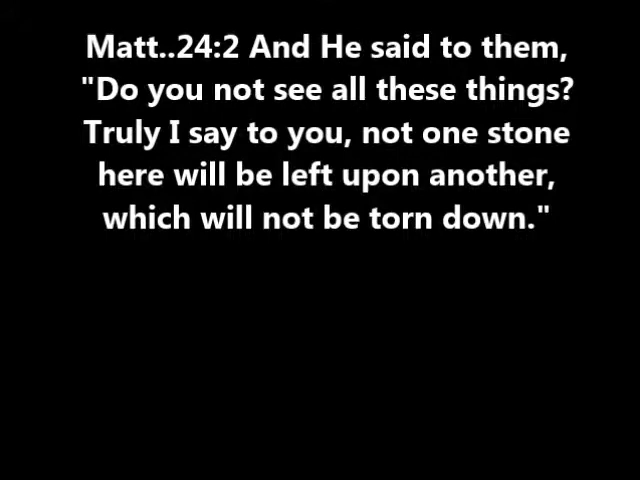 Matt..24:2 And He said to them,
"Do you not see all these things?
Truly I say to you, not one stone
here will be left upon another,
which will not be torn down."